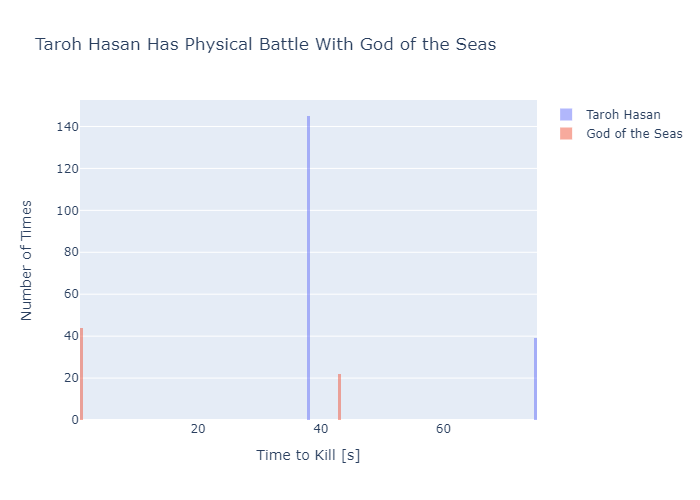 Taroh Hasan Has Physical Battle With God of the Seas
Taroh Hasan
God of the Seas
140
120
100
80
60
40
20
0
Number of Times
20 40 60
Time to Kill [s]